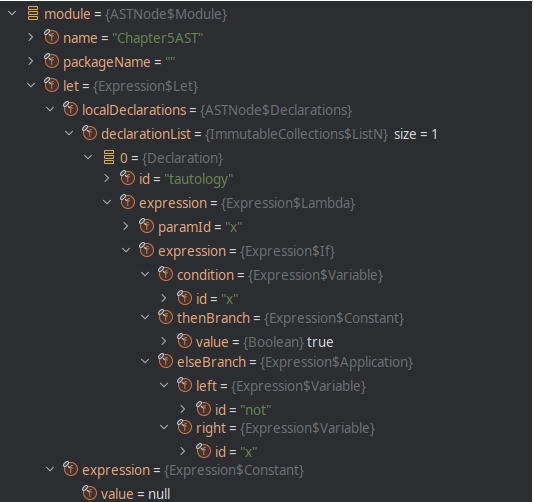 module = {ASTNode$Module}
name = "Chapter5AST"
packageName = ""
let = {Expression$Let}
localDeclarations = {ASTNode$Declarations}
declarationList = {ImmutableCollections$ListN} size = 1
0 = {Declaration}
id = "tautology"
expression = {Expression$Lambda}
paramId = "x"
expression = {Expression$If}
condition = {Expression$Variable}
id = "x"
thenBranch = {Expression$Constant}
value = {Boolean} true
elseBranch = {Expression$Application}
left = {Expression$Variable}
id = "not"
right = {Expression$Variable}
id = "x"
expression = {Expression$Constant}
value = null